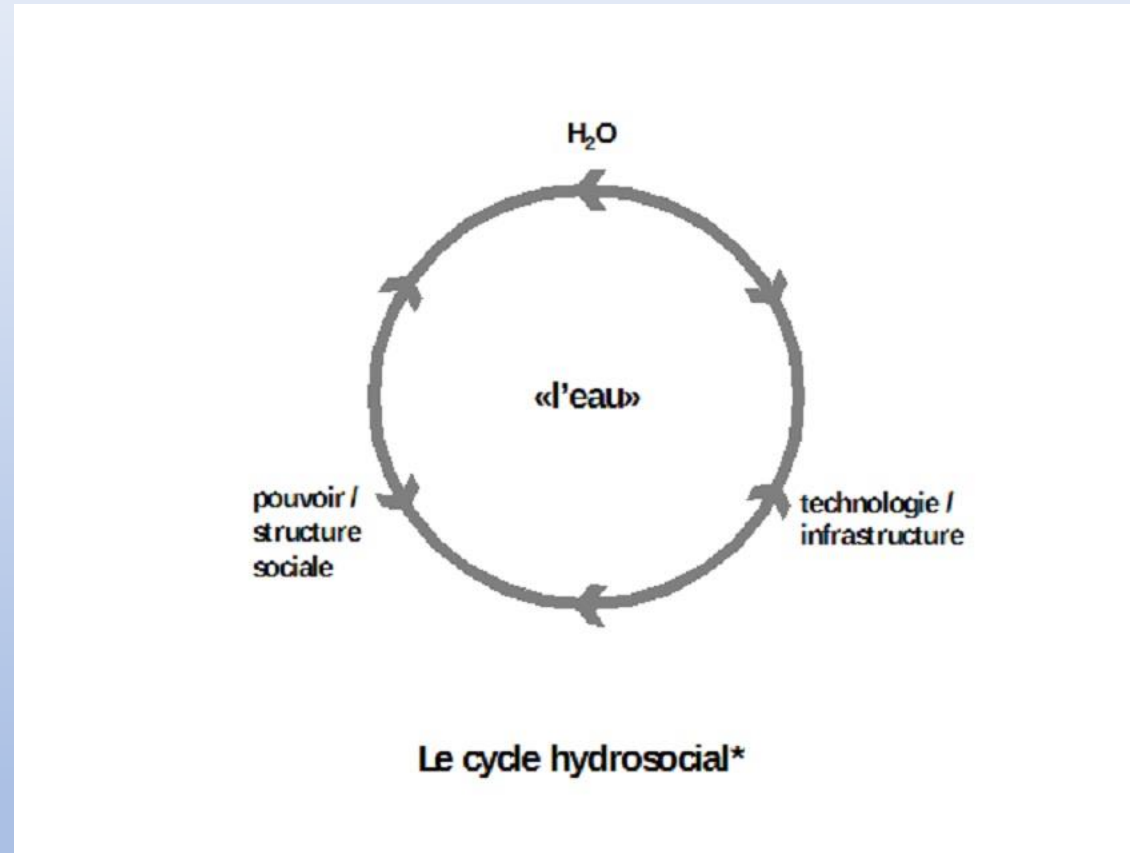 H₂O
«l'eau»
pouvoir /
structure
sociale
technologie /
infrastructure
Le cycle hydrosocial*